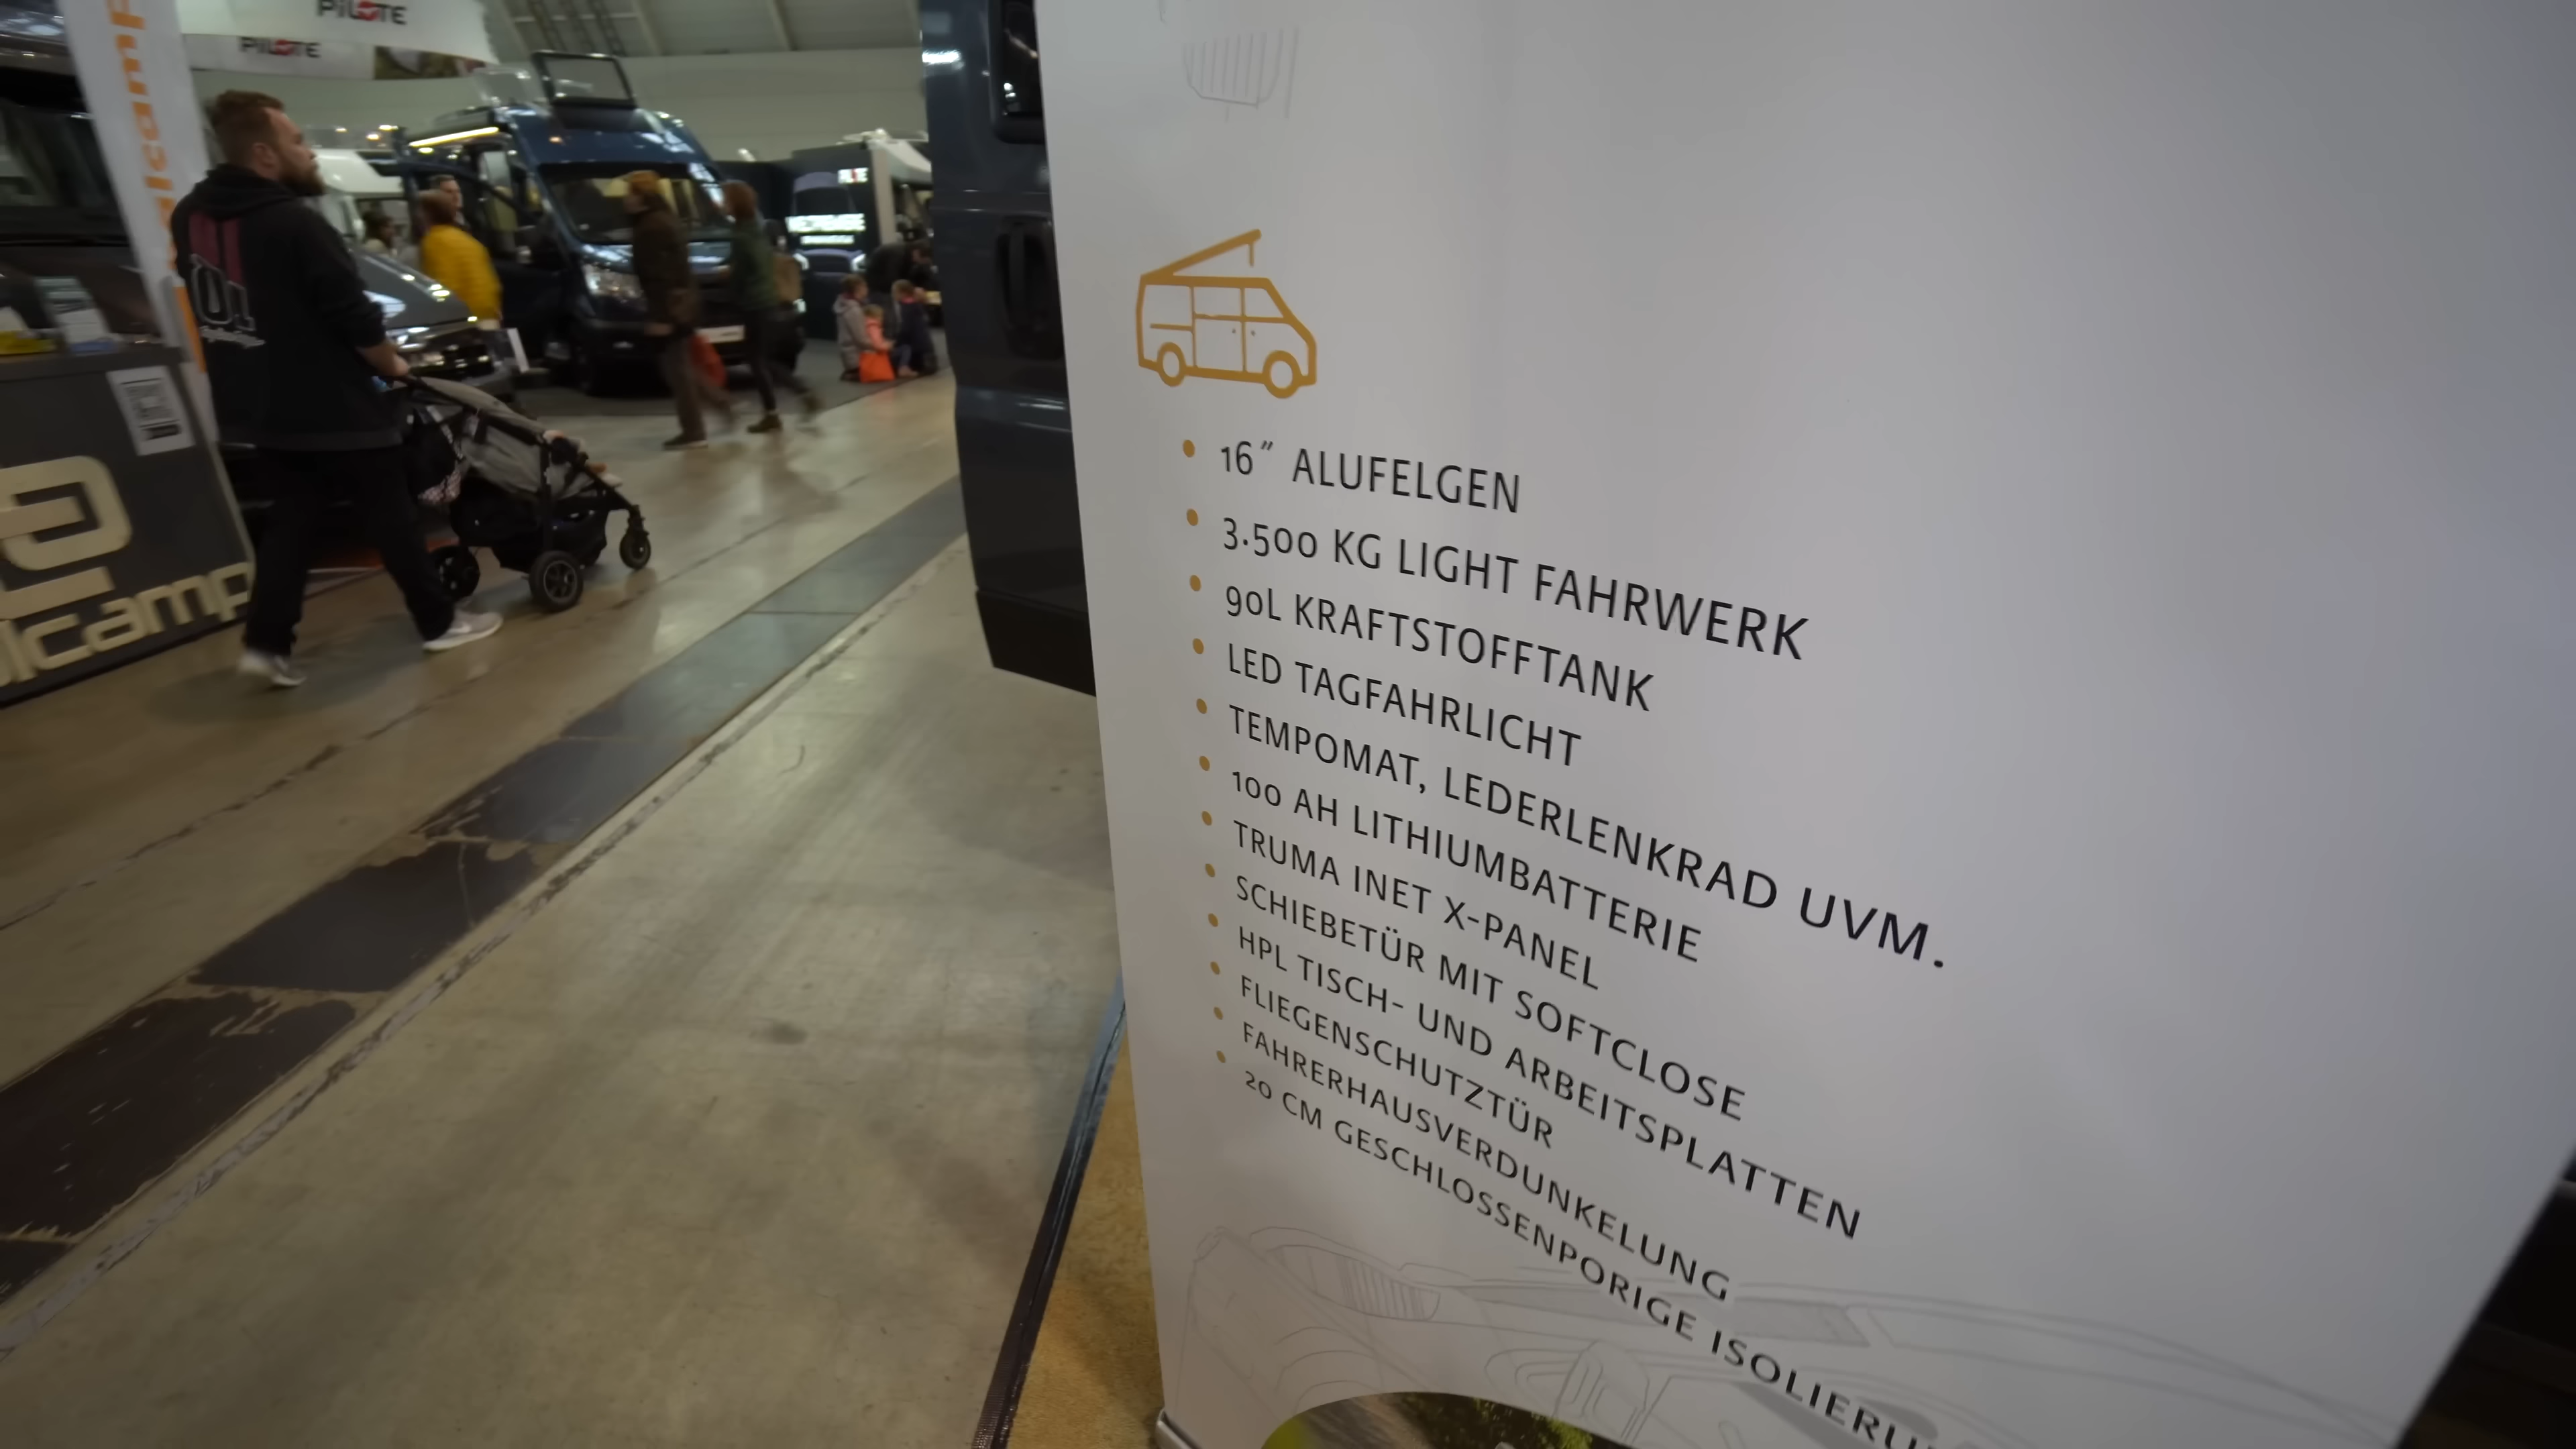 PiLOTE
PiLOTE
16" ALUFELGEN
3.500 KG LIGHT FAHRWERK
90L KRAFTSTOFFTANK
LED TAGFAHRLICHT
TEMPOMAT, LEDERLENKRAD UVM.
100 AH LITHIUMBATTERIE
TRUMA INET X-PANEL
SCHIEBETÜR MIT SOFTCLOSE
HPL TISCH- UND ARBEITSPLATTEN
FLIEGENSCHUTZTÜR
FAHRERHAUSVERDUNKELUNG
20 CM GESCHLOSSENPORIGE ISOLIERU